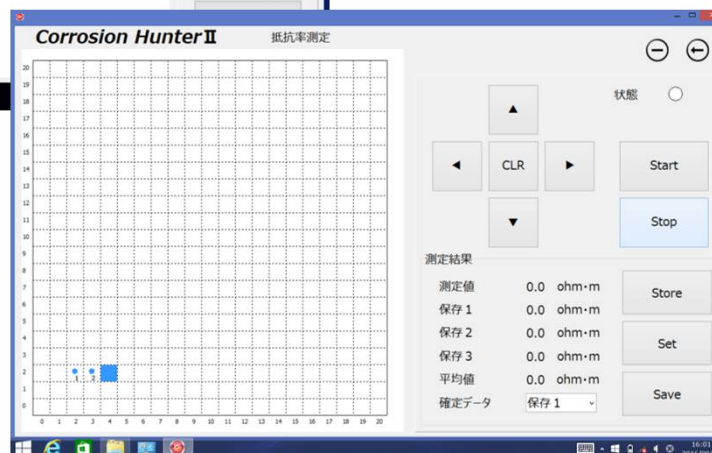 Corrosion Hunter Ⅱ 抵抗率測定
状態
▲
◀ CLR ▶
▼
Start
Stop
測定結果
測定値 0.0 ohm・m
保存 1 0.0 ohm・m
保存 2 0.0 ohm・m
保存 3 0.0 ohm・m
平均値 0.0 ohm・m
確定データ 保存 1
Store
Set
Save
20
19
18
17
16
15
14
13
12
11
10
9
8
7
6
5
4
3
2
1
0
1 2
0 1 2 3 4 5 6 7 8 9 10 11 12 13 14 15 16 17 18 19 20
16:01